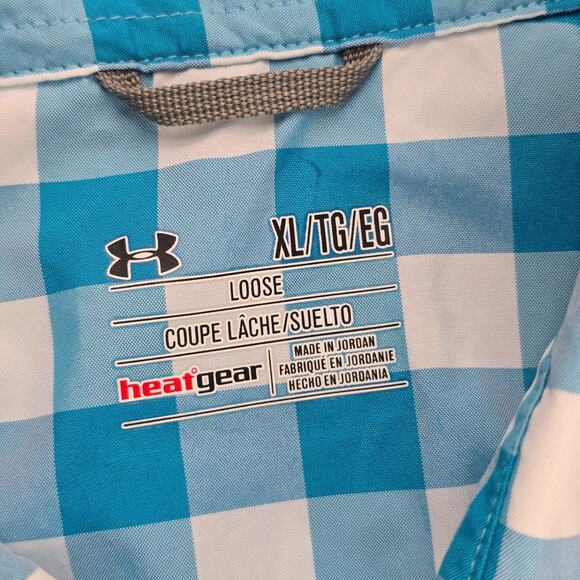 XL/TG/EG
LOOSE
COUPE LÂCHE/SUELTO
heatgear
MADE IN JORDAN
FABRIQUÉ EN JORDANIE
HECHO EN JORDANIA